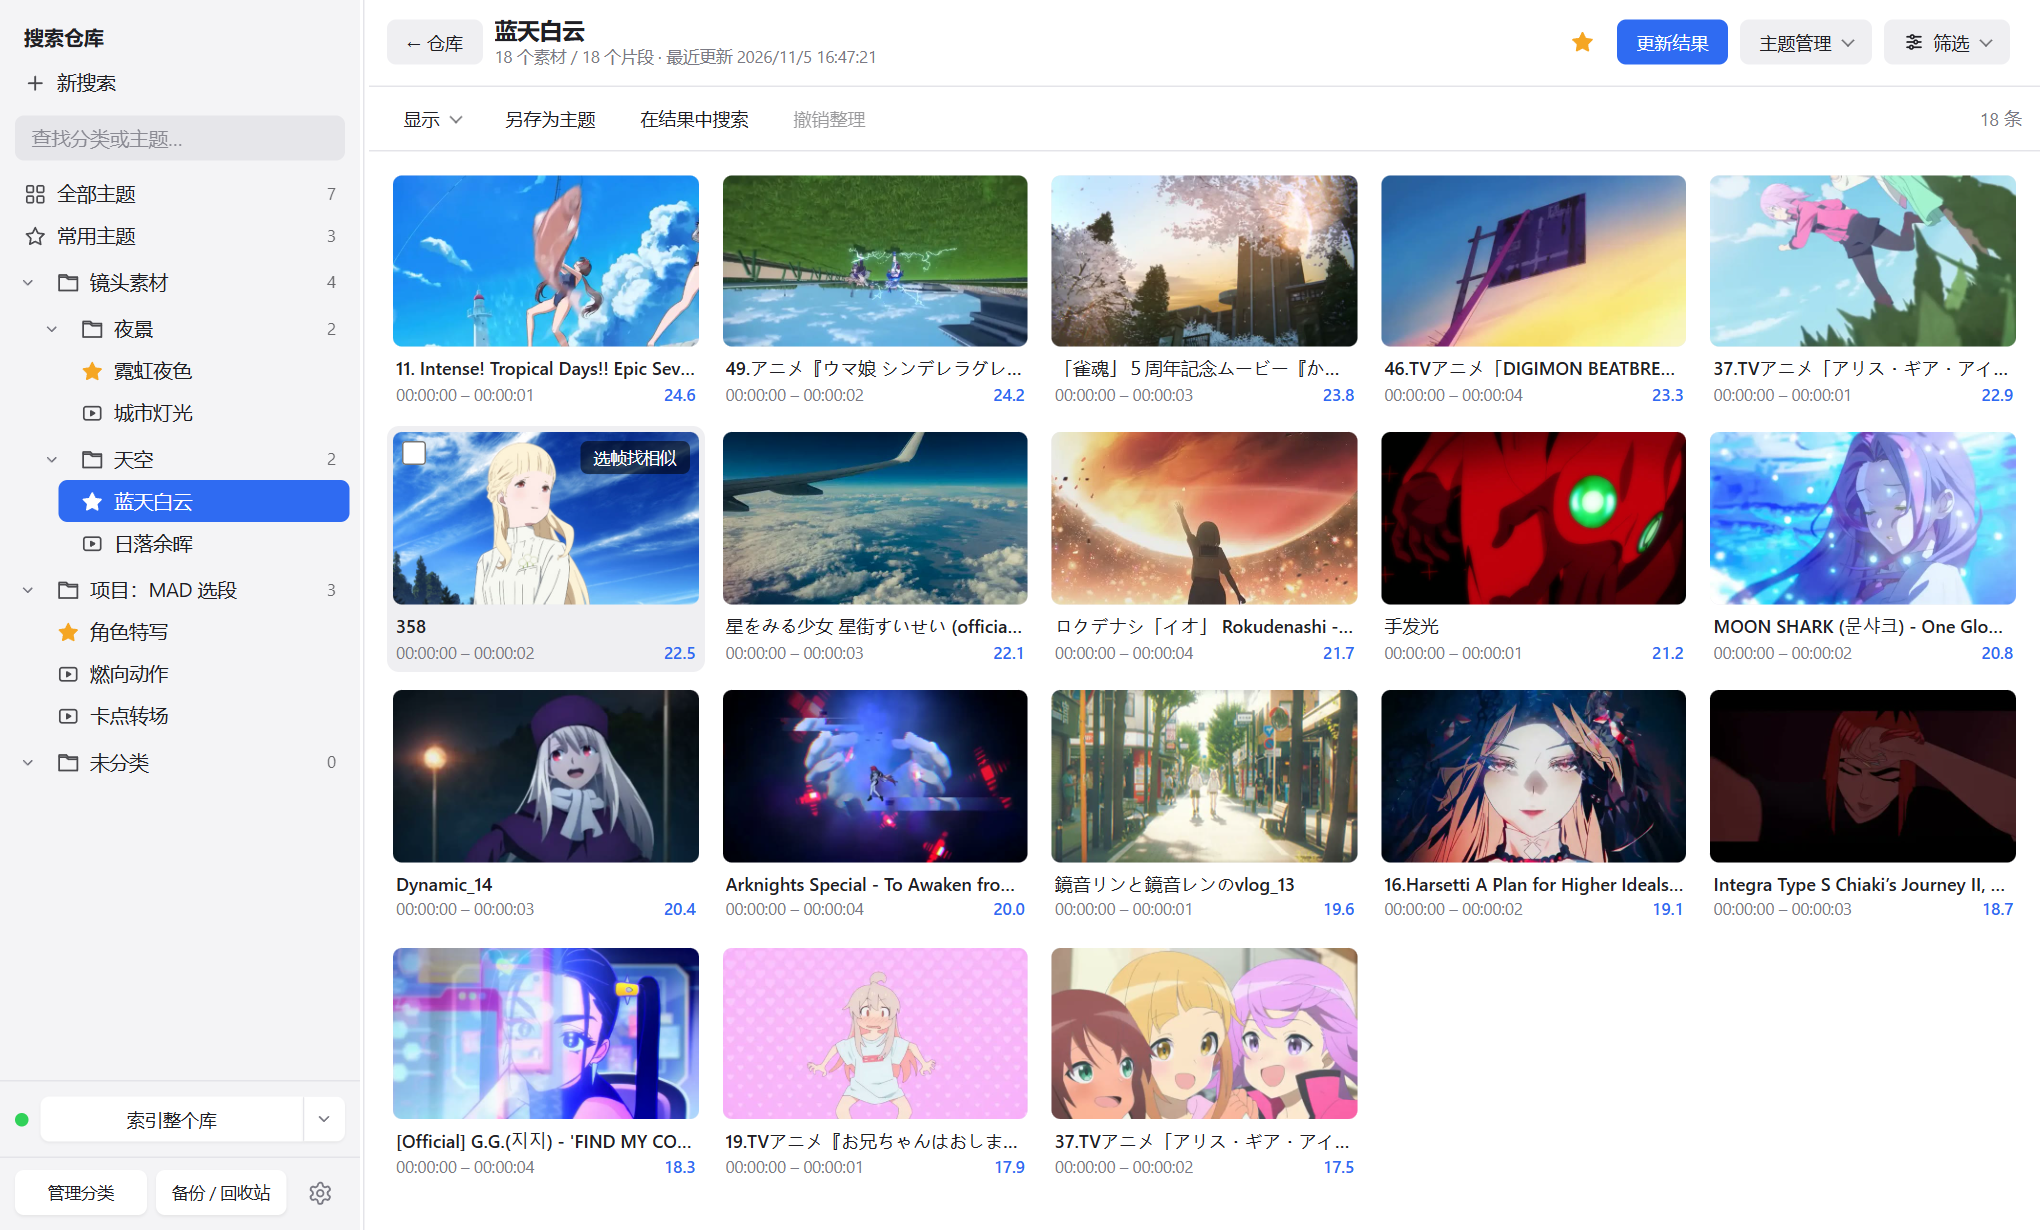 搜索仓库
新搜索
查找分类或主题...
全部主题 7
常用主题 3
镜头素材 4
夜景 2
霓虹夜色
城市灯光
天空 2
蓝天白云
日落余晖
项目：MAD 选段 3
角色特写
燃向动作
卡点转场
未分类 0
索引整个库
管理分类
备份 / 回收站
← 仓库
蓝天白云
18 个素材 / 18 个片段 · 最近更新 2026/11/5 16:47:21
更新结果
主题管理
筛选
显示
另存为主题
在结果中搜索
撤销整理
18 条
11. Intense! Tropical Days!! Epic Sev...
00:00:00 – 00:00:01 24.6
49.アニメ『ウマ娘 シンデレラグレ...
00:00:00 – 00:00:02 24.2
「雀魂」５周年記念ムービー『か...
00:00:00 – 00:00:03 23.8
46.TVアニメ「DIGIMON BEATBRE...
00:00:00 – 00:00:04 23.3
37.TVアニメ「アリス・ギア・アイ...
00:00:00 – 00:00:01 22.9
选帧找相似
358
00:00:00 – 00:00:02 22.5
星をみる少女 星街すいせい (officia...
00:00:00 – 00:00:03 22.1
ロクデナシ「イオ」 Rokudenashi -...
00:00:00 – 00:00:04 21.7
手发光
00:00:00 – 00:00:01 21.2
MOON SHARK (문샤크) - One Glo...
00:00:00 – 00:00:02 20.8
Dynamic_14
00:00:00 – 00:00:03 20.4
Arknights Special - To Awaken fro...
00:00:00 – 00:00:04 20.0
鏡音リンと鏡音レンのvlog_13
00:00:00 – 00:00:01 19.6
16.Harsetti A Plan for Higher Ideals...
00:00:00 – 00:00:02 19.1
Integra Type S Chiaki’s Journey II, ...
00:00:00 – 00:00:03 18.7
[Official] G.G.(지지) - 'FIND MY CO...
00:00:00 – 00:00:04 18.3
19.TVアニメ『お兄ちゃんはおしま...
00:00:00 – 00:00:01 17.9
37.TVアニメ「アリス・ギア・アイ...
00:00:00 – 00:00:02 17.5